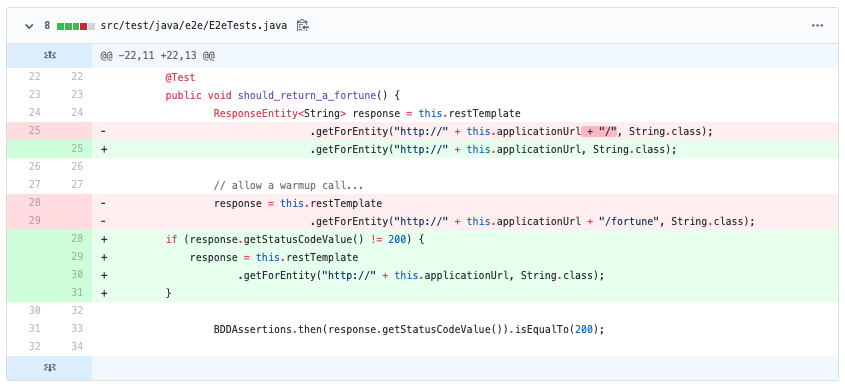 8 src/test/java/e2e/E2eTests.java
@@ -22,11 +22,13 @@
22 22 @Test
23 23 public void should_return_a_fortune() {
24 24 ResponseEntity<String> response = this.restTemplate
25 - .getForEntity("http://" + this.applicationUrl + "/", String.class);
25 + .getForEntity("http://" + this.applicationUrl, String.class);
26 26
27 27 // allow a warmup call...
28 - response = this.restTemplate
29 - .getForEntity("http://" + this.applicationUrl + "/fortune", String.class);
28 + if (response.getStatusCodeValue() != 200) {
29 + response = this.restTemplate
30 + .getForEntity("http://" + this.applicationUrl, String.class);
31 + }
30 32
31 33 BDDAssertions.then(response.getStatusCodeValue()).isEqualTo(200);
32 34